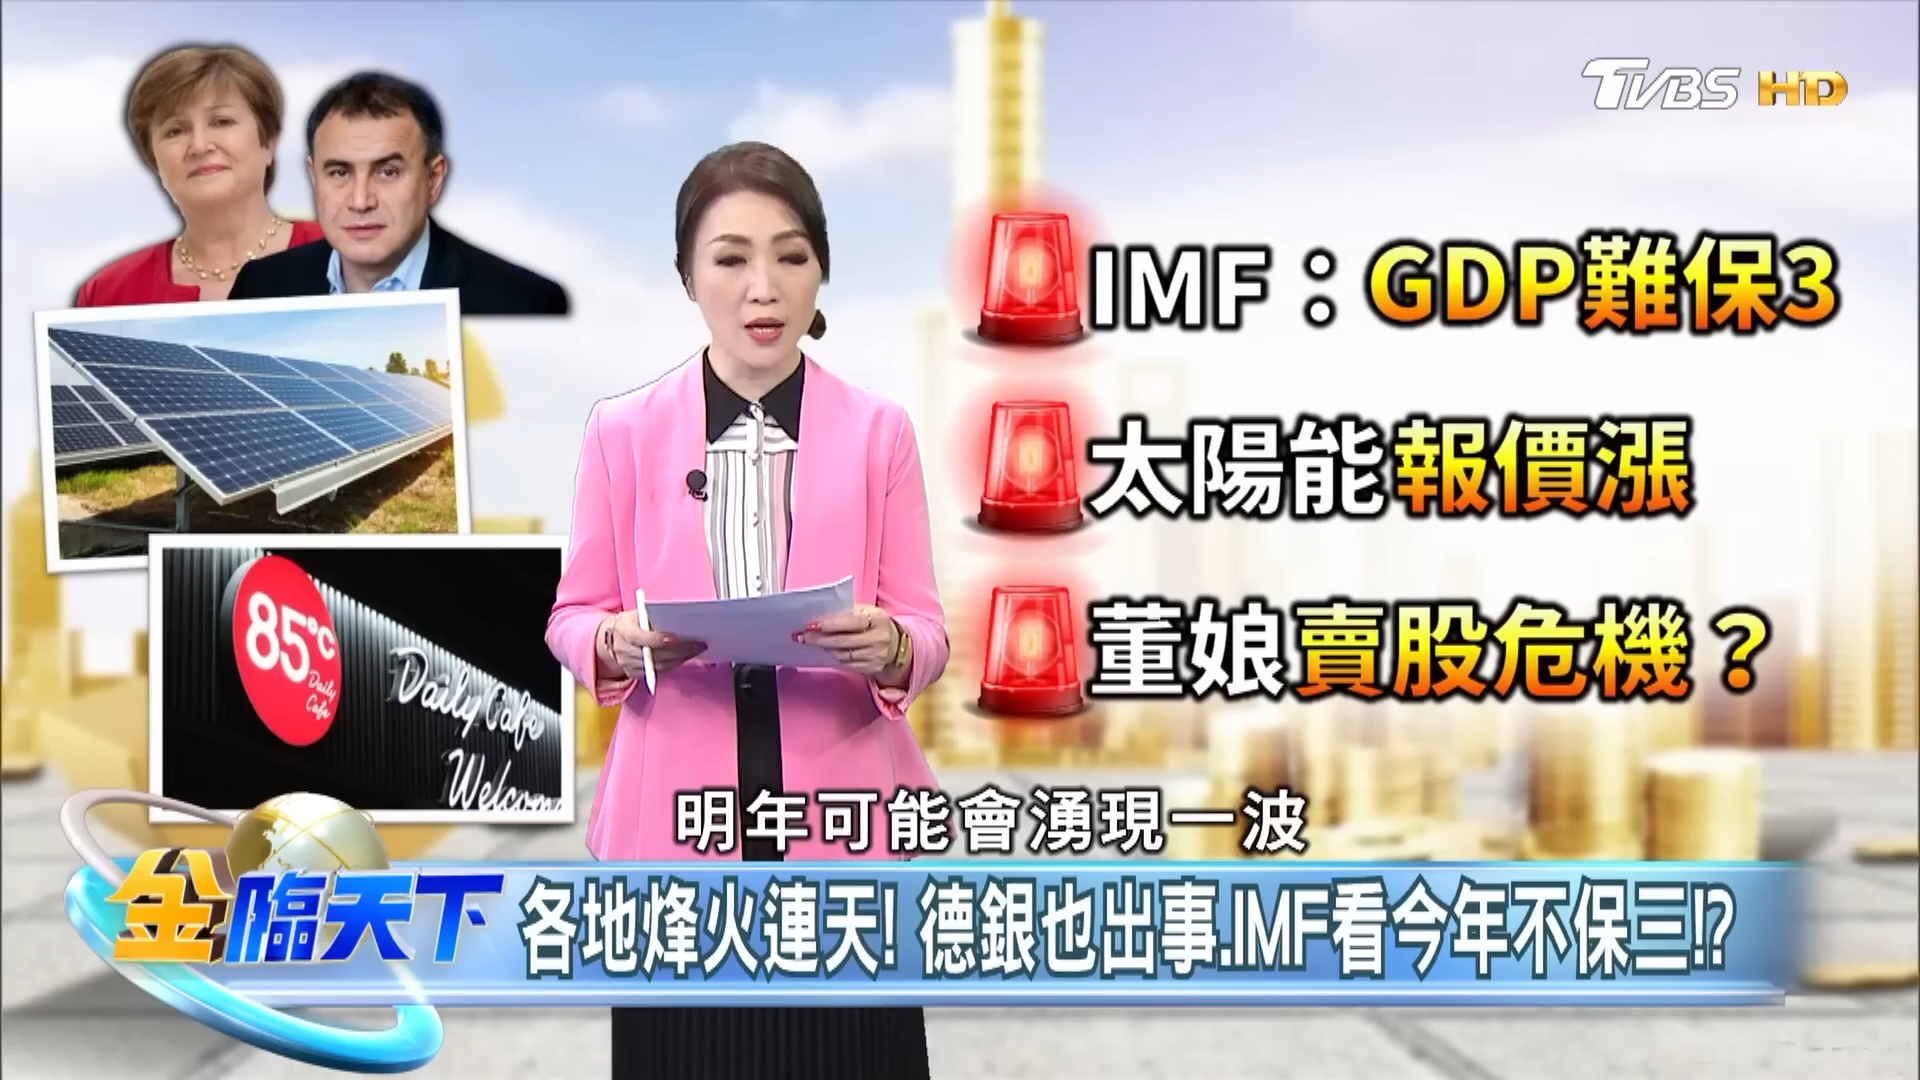 TVBS HD
IMF：GDP難保3
太陽能報價漲
董娘賣股危機？
85°C
Daily
Cafe
Daily Cafe
Welcom
明年可能會湧現一波
金臨天下
各地烽火連天! 德銀也出事.IMF看今年不保三!?